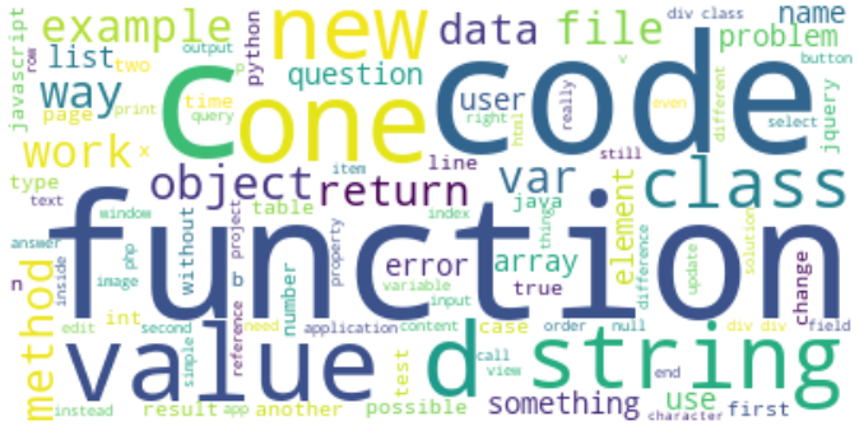 javascript
row
example
output
python
new
data
file
div class
name
problem
button
list
two
way
page
print
C
p
time
query
question
one
user
right
code
html
really
v
even
different
select
jquery
work
x
type
text
object
item
return
line
var
java
still
class
thing
element
window
answer
n
inside
function
php
image
without
project
b
table
property
index
error
variable
input
array
true
difference
update
solution
change
method
edit
int
second
simple
reference
need
number
application
content
case
order
null
div div
field
value
test
d
call
view
string
end
instead
result
app
another
possible
something
use
character
first